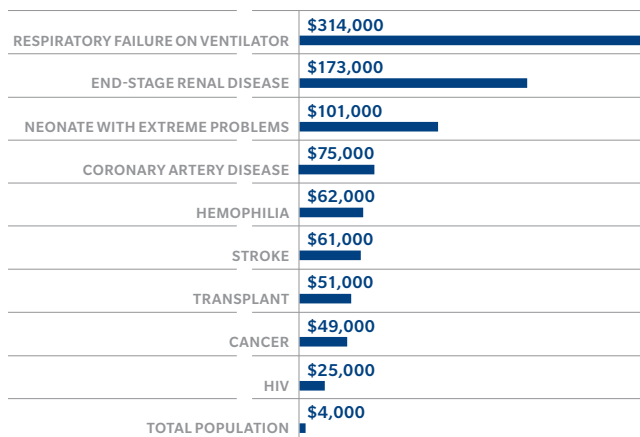 $314,000
RESPIRATORY FAILURE ON VENTILATOR
$173,000
END-STAGE RENAL DISEASE
$101,000
NEONATE WITH EXTREME PROBLEMS
$75,000
CORONARY ARTERY DISEASE
$62,000
HEMOPHILIA
$61,000
STROKE
$51,000
TRANSPLANT
$49,000
CANCER
$25,000
HIV
$4,000
TOTAL POPULATION